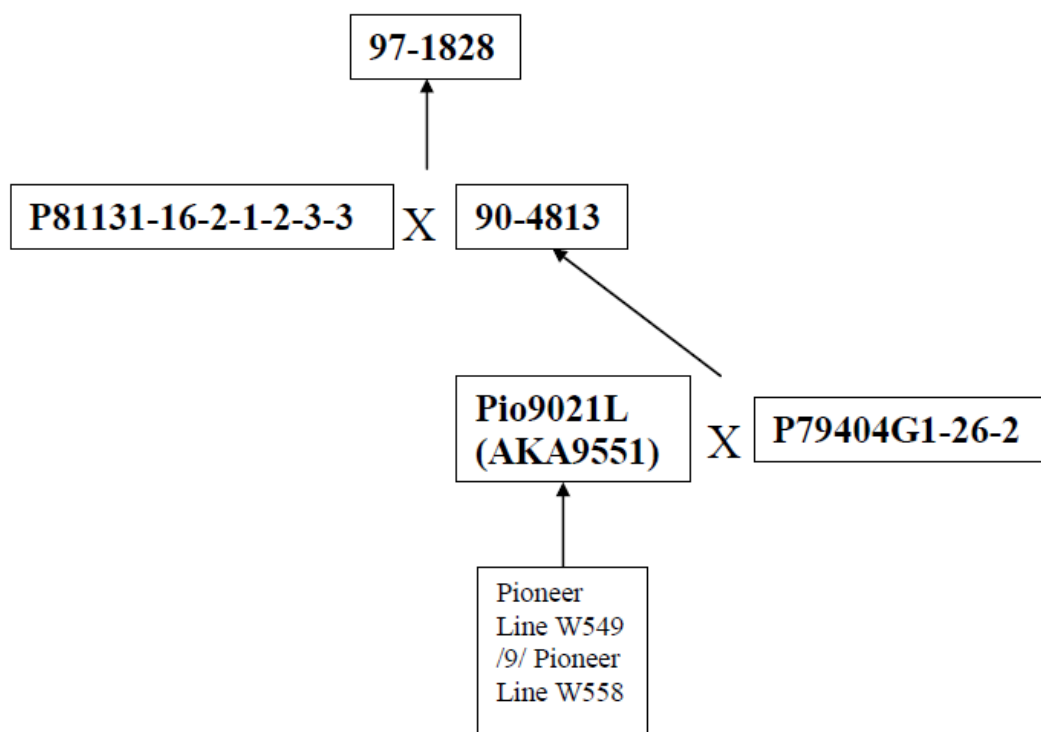 97-1828
P81131-16-2-1-2-3-3 X 90-4813
Pio9021L
(AKA9551) X P79404G1-26-2
Pioneer
Line W549
/9/ Pioneer
Line W558